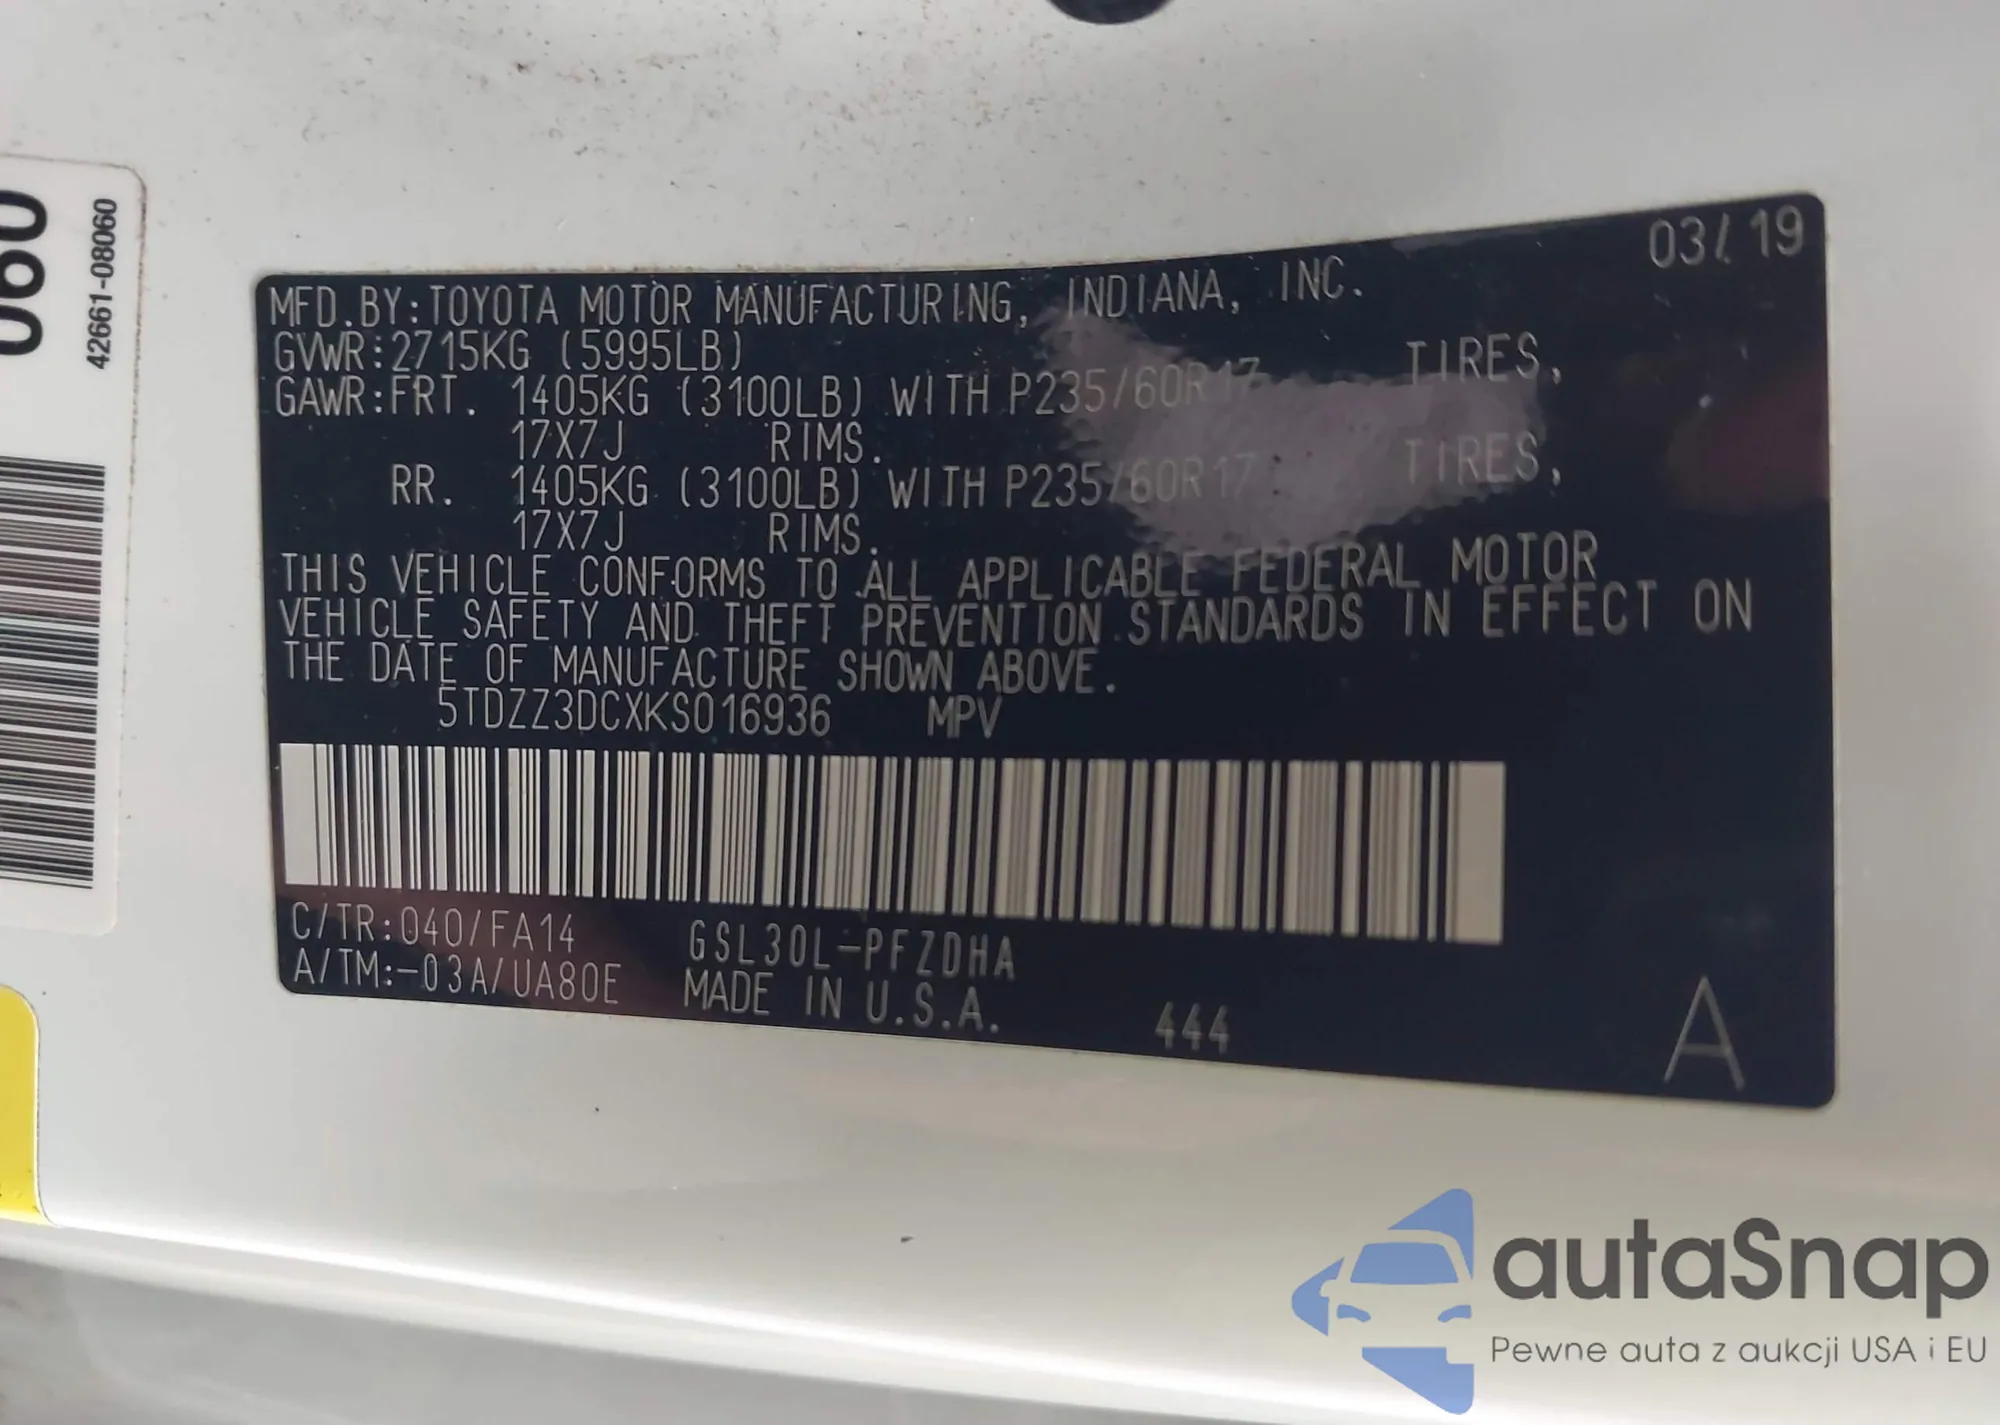 060
42661-08060
03/19
MFD.BY:TOYOTA MOTOR MANUFACTURING, INDIANA, INC.
GVWR:2715KG (5995LB)
GAWR:FRT. 1405KG (3100LB) WITH P235/60R17 TIRES,
17X7J RIMS.
RR. 1405KG (3100LB) WITH P235/60R17 TIRES,
17X7J RIMS.
THIS VEHICLE CONFORMS TO ALL APPLICABLE FEDERAL MOTOR
VEHICLE SAFETY AND THEFT PREVENTION STANDARDS IN EFFECT ON
THE DATE OF MANUFACTURE SHOWN ABOVE.
5TDZZ3DCXKS016936 MPV
C/TR:040/FA14 GSL30L-PFZDHA
A/TM:-03A/UA80E MADE IN U.S.A. 444 A
autaSnap
Pewne auta z aukcji USA i EU